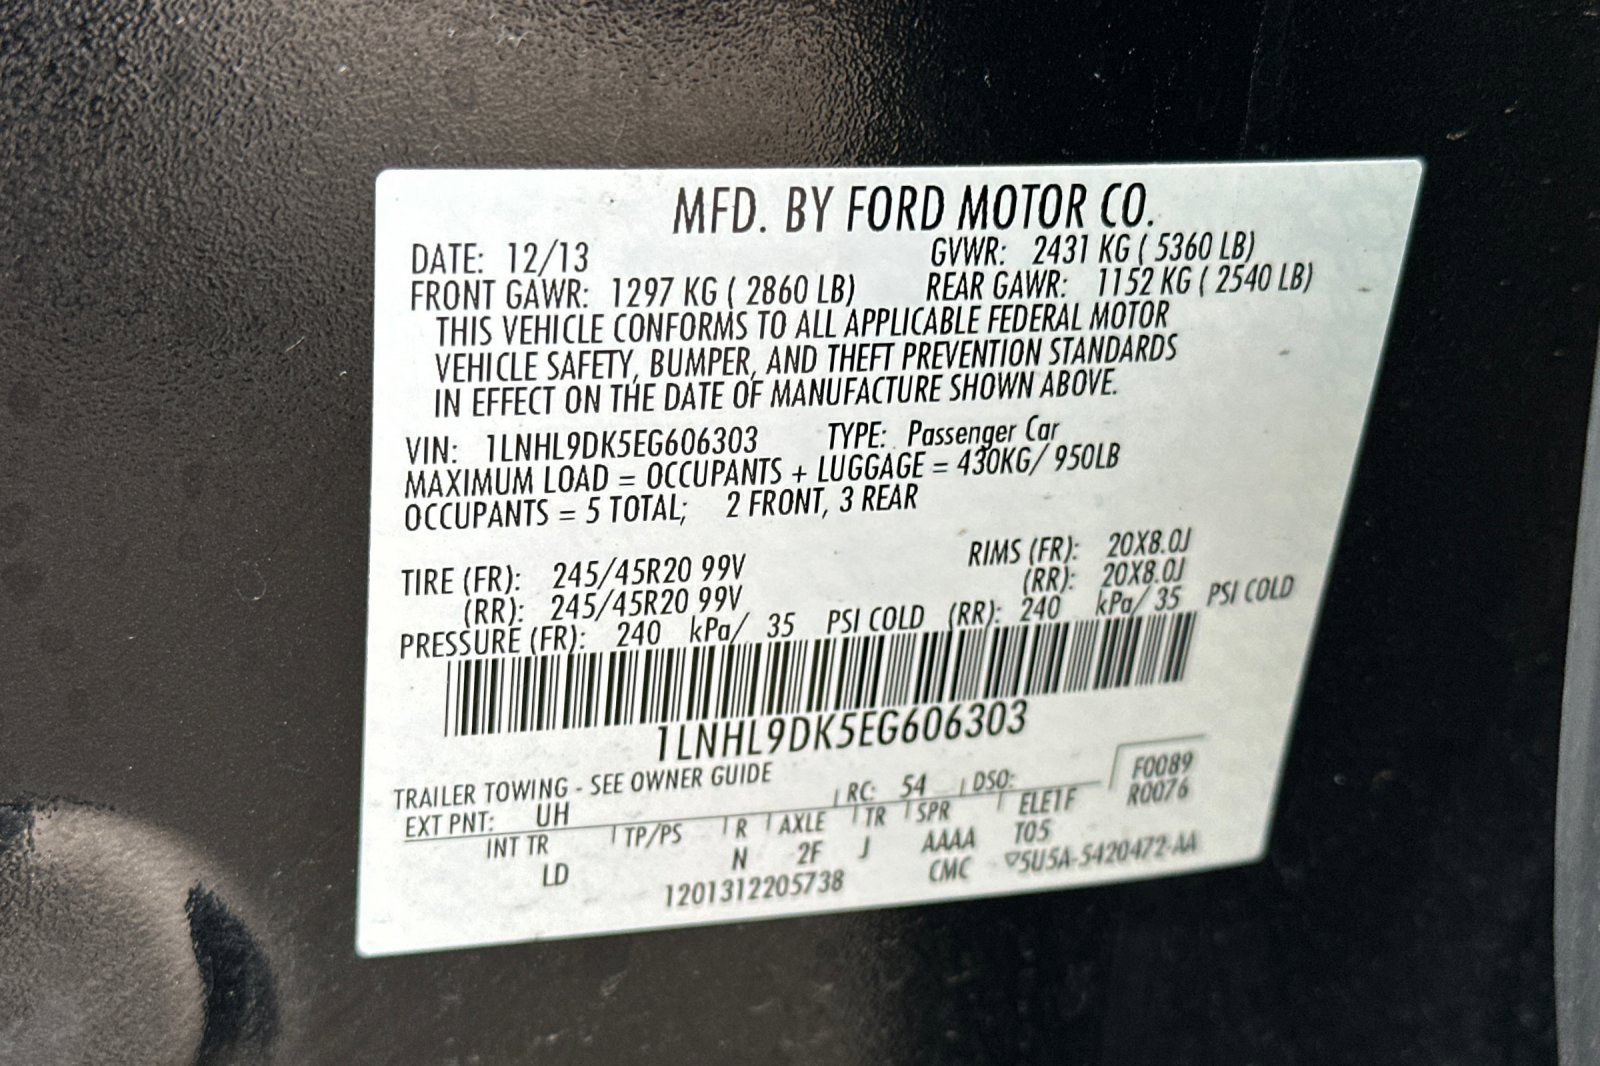 MFD. BY FORD MOTOR CO.
DATE: 12/13 GVWR: 2431 KG ( 5360 LB)
FRONT GAWR: 1297 KG ( 2860 LB) REAR GAWR: 1152 KG ( 2540 LB)
THIS VEHICLE CONFORMS TO ALL APPLICABLE FEDERAL MOTOR
VEHICLE SAFETY, BUMPER, AND THEFT PREVENTION STANDARDS
IN EFFECT ON THE DATE OF MANUFACTURE SHOWN ABOVE.
VIN: 1LNHL9DK5EG606303 TYPE: Passenger Car
MAXIMUM LOAD = OCCUPANTS + LUGGAGE = 430KG/ 950LB
OCCUPANTS = 5 TOTAL; 2 FRONT, 3 REAR
TIRE (FR): 245/45R20 99V RIMS (FR): 20X8.0J
(RR): 245/45R20 99V (RR): 20X8.0J
PRESSURE (FR): 240 kPa/ 35 PSI COLD (RR): 240 kPa/ 35 PSI COLD
1LNHL9DK5EG606303
TRAILER TOWING - SEE OWNER GUIDE
EXT PNT: UH RC: 54 DSO: F0089
INT TR TP/PS R AXLE TR SPR ELE1F R0076
LD N 2F J AAAA T05
1201312205738 CMC 5U5A-5420472-AA